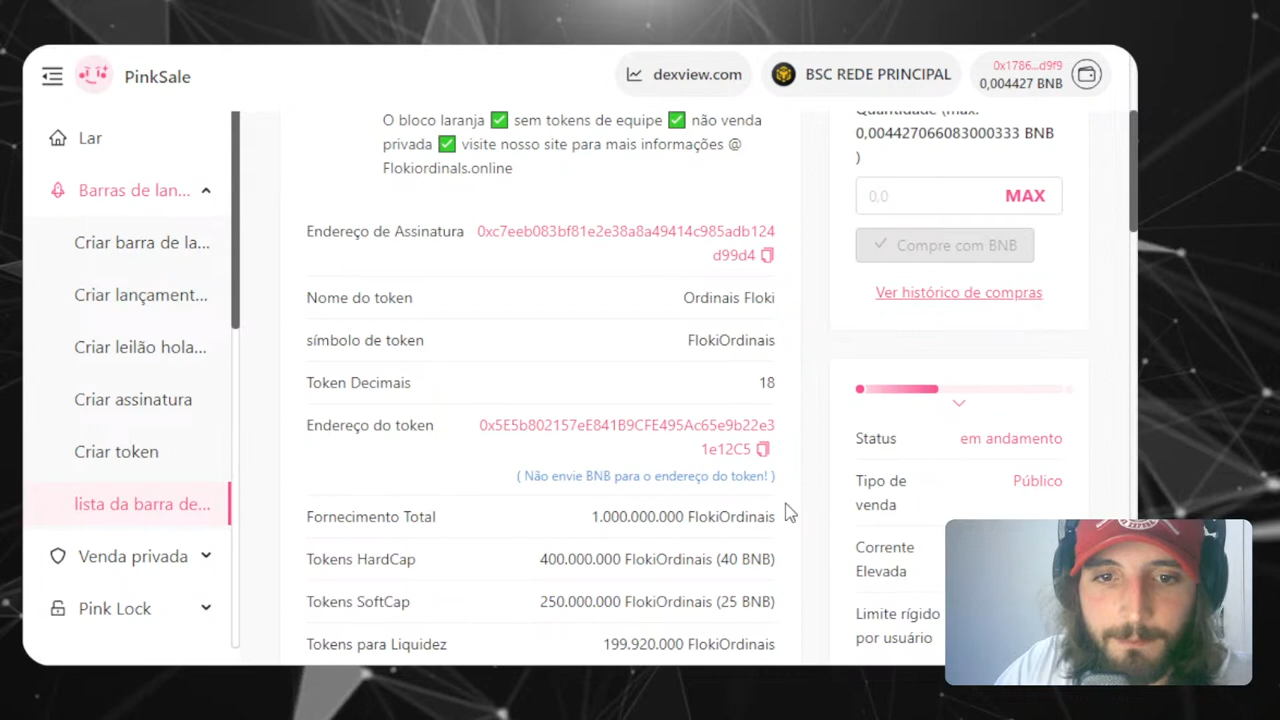 PinkSale
dexview.com
BSC REDE PRINCIPAL
0x1786...d9f9
0,004427 BNB
Lar
Barras de lan...
Criar barra de la...
Criar lançament...
Criar leilão hola...
Criar assinatura
Criar token
lista da barra de...
Venda privada
Pink Lock
O bloco laranja ✅ sem tokens de equipe ✅ não venda
privada ✅ visite nosso site para mais informações @
Flokiordinals.online
Endereço de Assinatura 0xc7eeb083bf81e2e38a8a49414c985adb124
d99d4
Nome do token Ordinais Floki
símbolo de token FlokiOrdinais
Token Decimais 18
Endereço do token 0x5E5b802157eE841B9CFE495Ac65e9b22e3
1e12C5
( Não envie BNB para o endereço do token! )
Fornecimento Total 1.000.000.000 FlokiOrdinais
Tokens HardCap 400.000.000 FlokiOrdinais (40 BNB)
Tokens SoftCap 250.000.000 FlokiOrdinais (25 BNB)
Tokens para Liquidez 199.920.000 FlokiOrdinais
Quantidade (max:
0,004427066083000333 BNB
)
0,0 MAX
Compre com BNB
Ver histórico de compras
Status em andamento
Tipo de Público
venda
Corrente
Elevada
Limite rígido
por usuário